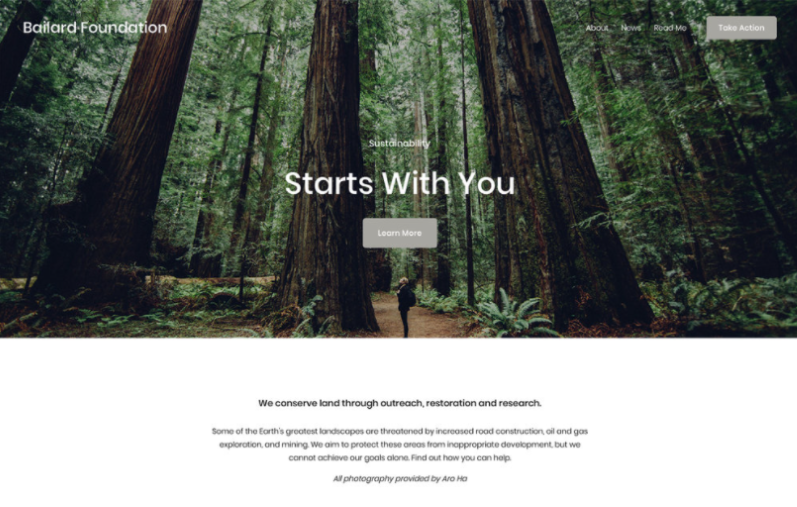 Bailard Foundation
About News Read Me Take Action
Sustainability
Starts With You
Learn More
We conserve land through outreach, restoration and research.
Some of the Earth's greatest landscapes are threatened by increased road construction, oil and gas
exploration, and mining. We aim to protect these areas from inappropriate development, but we
cannot achieve our goals alone. Find out how you can help.
All photography provided by Aro Ha